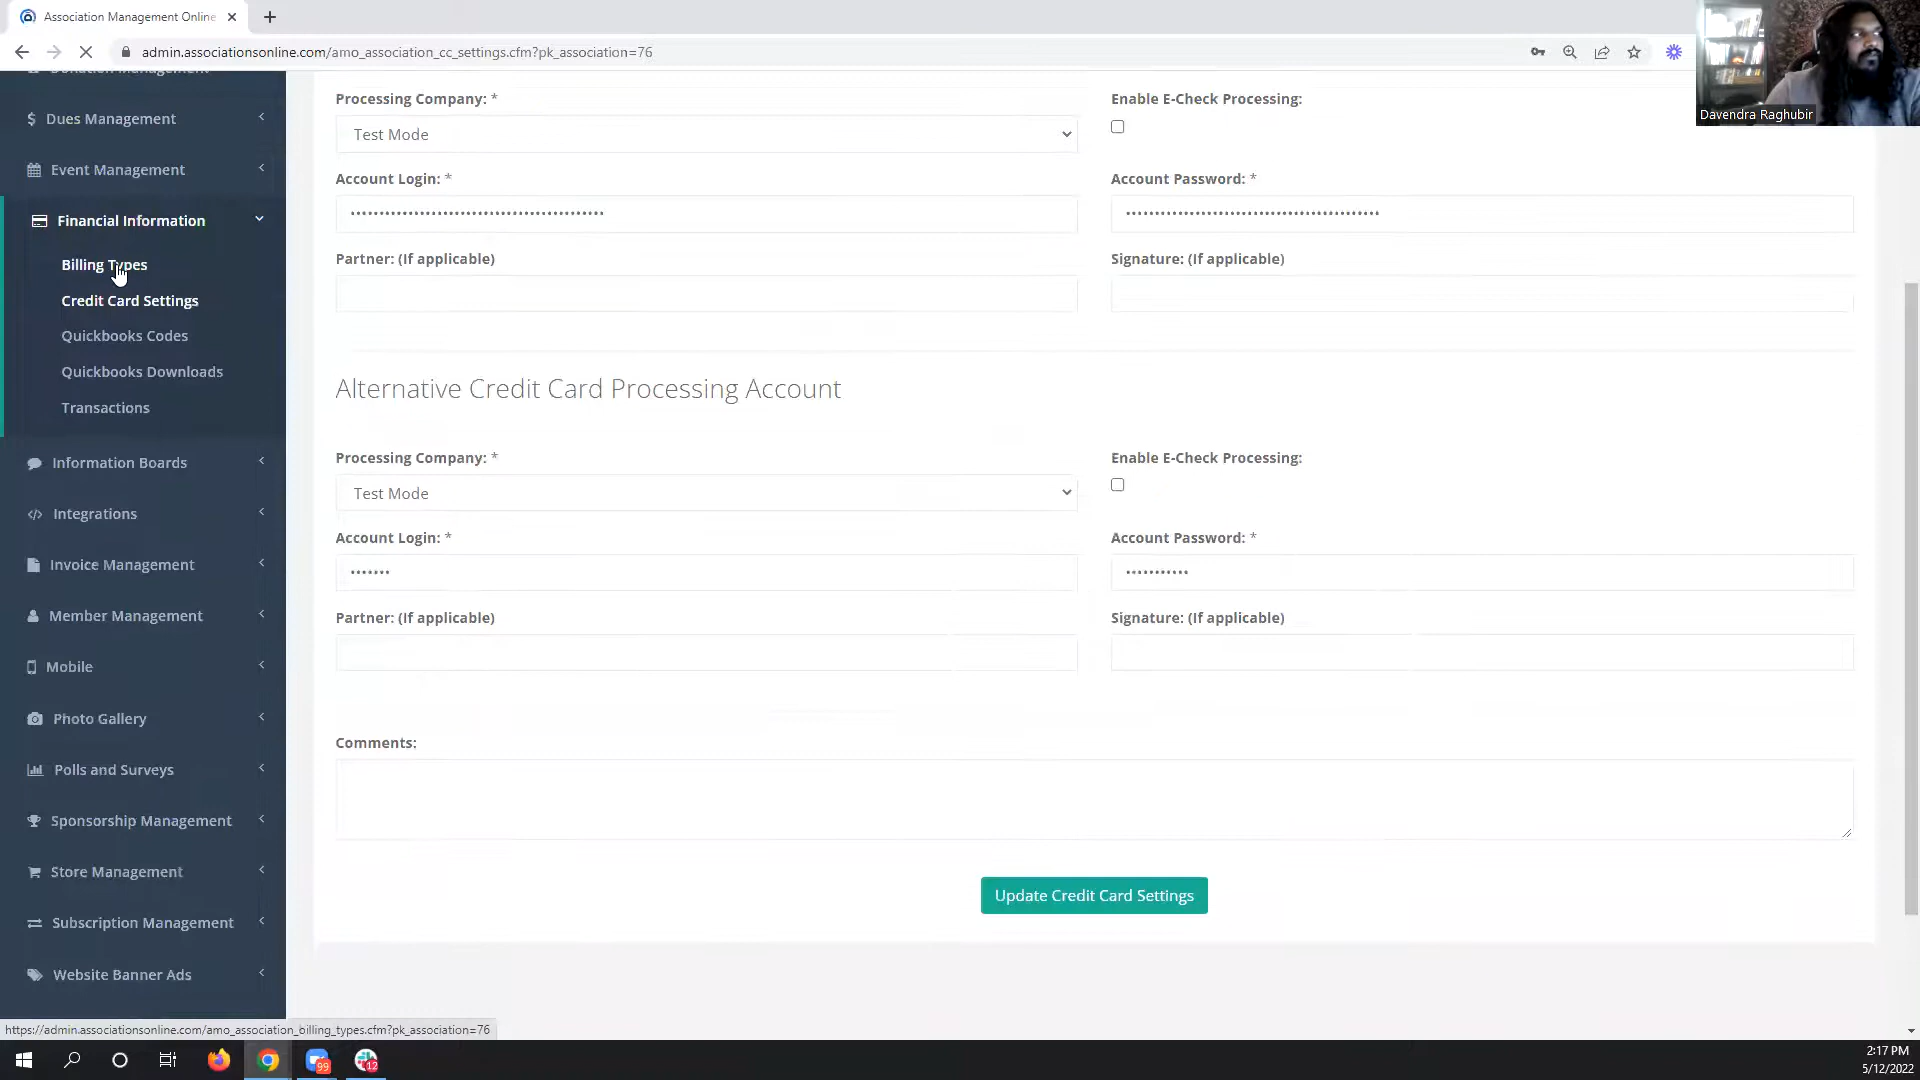 Association Management Online
admin.associationsonline.com/amo_association_cc_settings.cfm?pk_association=76
Davendra Raghubir
Donation Management
Dues Management
Event Management
Financial Information
Billing Types
Credit Card Settings
Quickbooks Codes
Quickbooks Downloads
Transactions
Information Boards
Integrations
Invoice Management
Member Management
Mobile
Photo Gallery
Polls and Surveys
Sponsorship Management
Store Management
Subscription Management
Website Banner Ads
Processing Company: *
Test Mode
Enable E-Check Processing:
Account Login: *
Account Password: *
Partner: (If applicable)
Signature: (If applicable)
Alternative Credit Card Processing Account
Processing Company: *
Test Mode
Enable E-Check Processing:
Account Login: *
Account Password: *
Partner: (If applicable)
Signature: (If applicable)
Comments:
Update Credit Card Settings
https://admin.associationsonline.com/amo_association_billing_types.cfm?pk_association=76
99
12
2:17 PM
5/12/2022